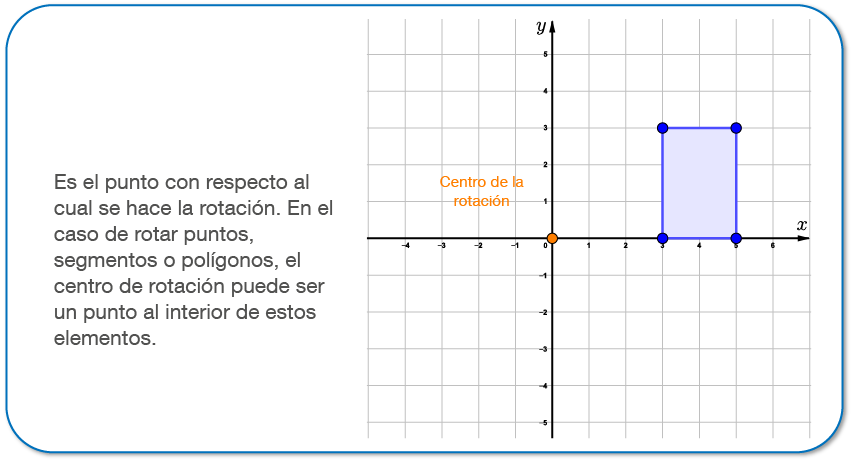 Es el punto con respecto al
cual se hace la rotación. En el
caso de rotar puntos,
segmentos o polígonos, el
centro de rotación puede ser
un punto al interior de estos
elementos.
y
5
4
3
2
Centro de la
rotación
1
x
−4 −3 −2 −1 0 1 2 3 4 5 6
−1
−2
−3
−4
−5